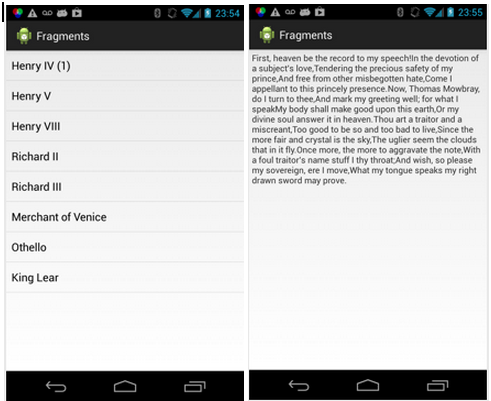 23:54
Fragments
Henry IV (1)
Henry V
Henry VIII
Richard II
Richard III
Merchant of Venice
Othello
King Lear
23:55
Fragments
First, heaven be the record to my speech!In the devotion of
a subject's love,Tendering the precious safety of my
prince,And free from other misbegotten hate,Come I
appellant to this princely presence.Now, Thomas Mowbray,
do I turn to thee,And mark my greeting well; for what I
speakMy body shall make good upon this earth,Or my
divine soul answer it in heaven.Thou art a traitor and a
miscreant,Too good to be so and too bad to live,Since the
more fair and crystal is the sky,The uglier seem the clouds
that in it fly.Once more, the more to aggravate the note,With
a foul traitor's name stuff I thy throat;And wish, so please
my sovereign, ere I move,What my tongue speaks my right
drawn sword may prove.